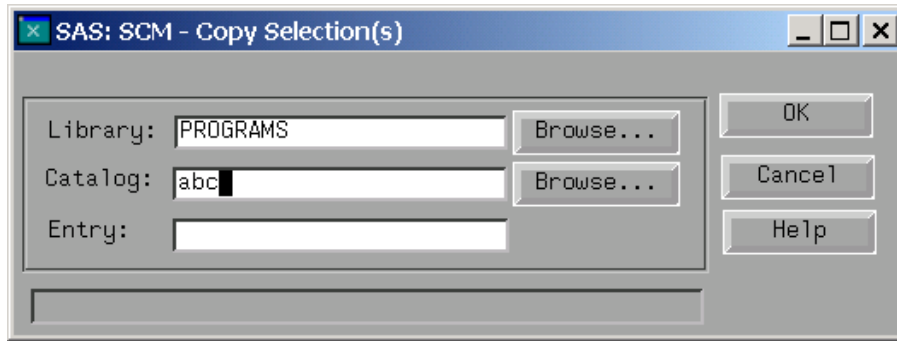 SAS: SCM - Copy Selection(s)
Library: PROGRAMS Browse... OK
Catalog: abc Browse... Cancel
Entry: Help